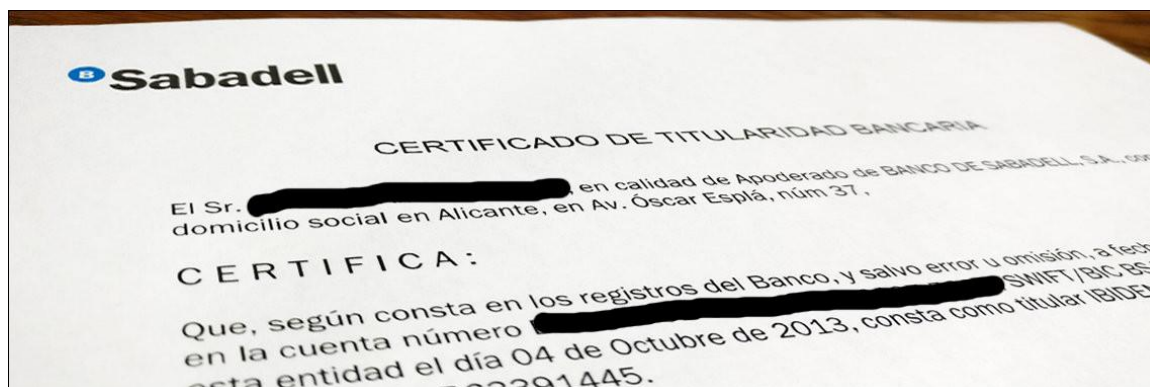 B Sabadell
CERTIFICADO DE TITULARIDAD BANCARIA
El Sr. , en calidad de Apoderado de BANCO DE SABADELL, S.A., con
domicilio social en Alicante, en Av. Óscar Esplá, núm 37,
CERTIFICA:
Que, según consta en los registros del Banco, y salvo error u omisión, a fech
en la cuenta número SWIFT/BIC BS
esta entidad el día 04 de Octubre de 2013, consta como titular IBIDEM
391445.